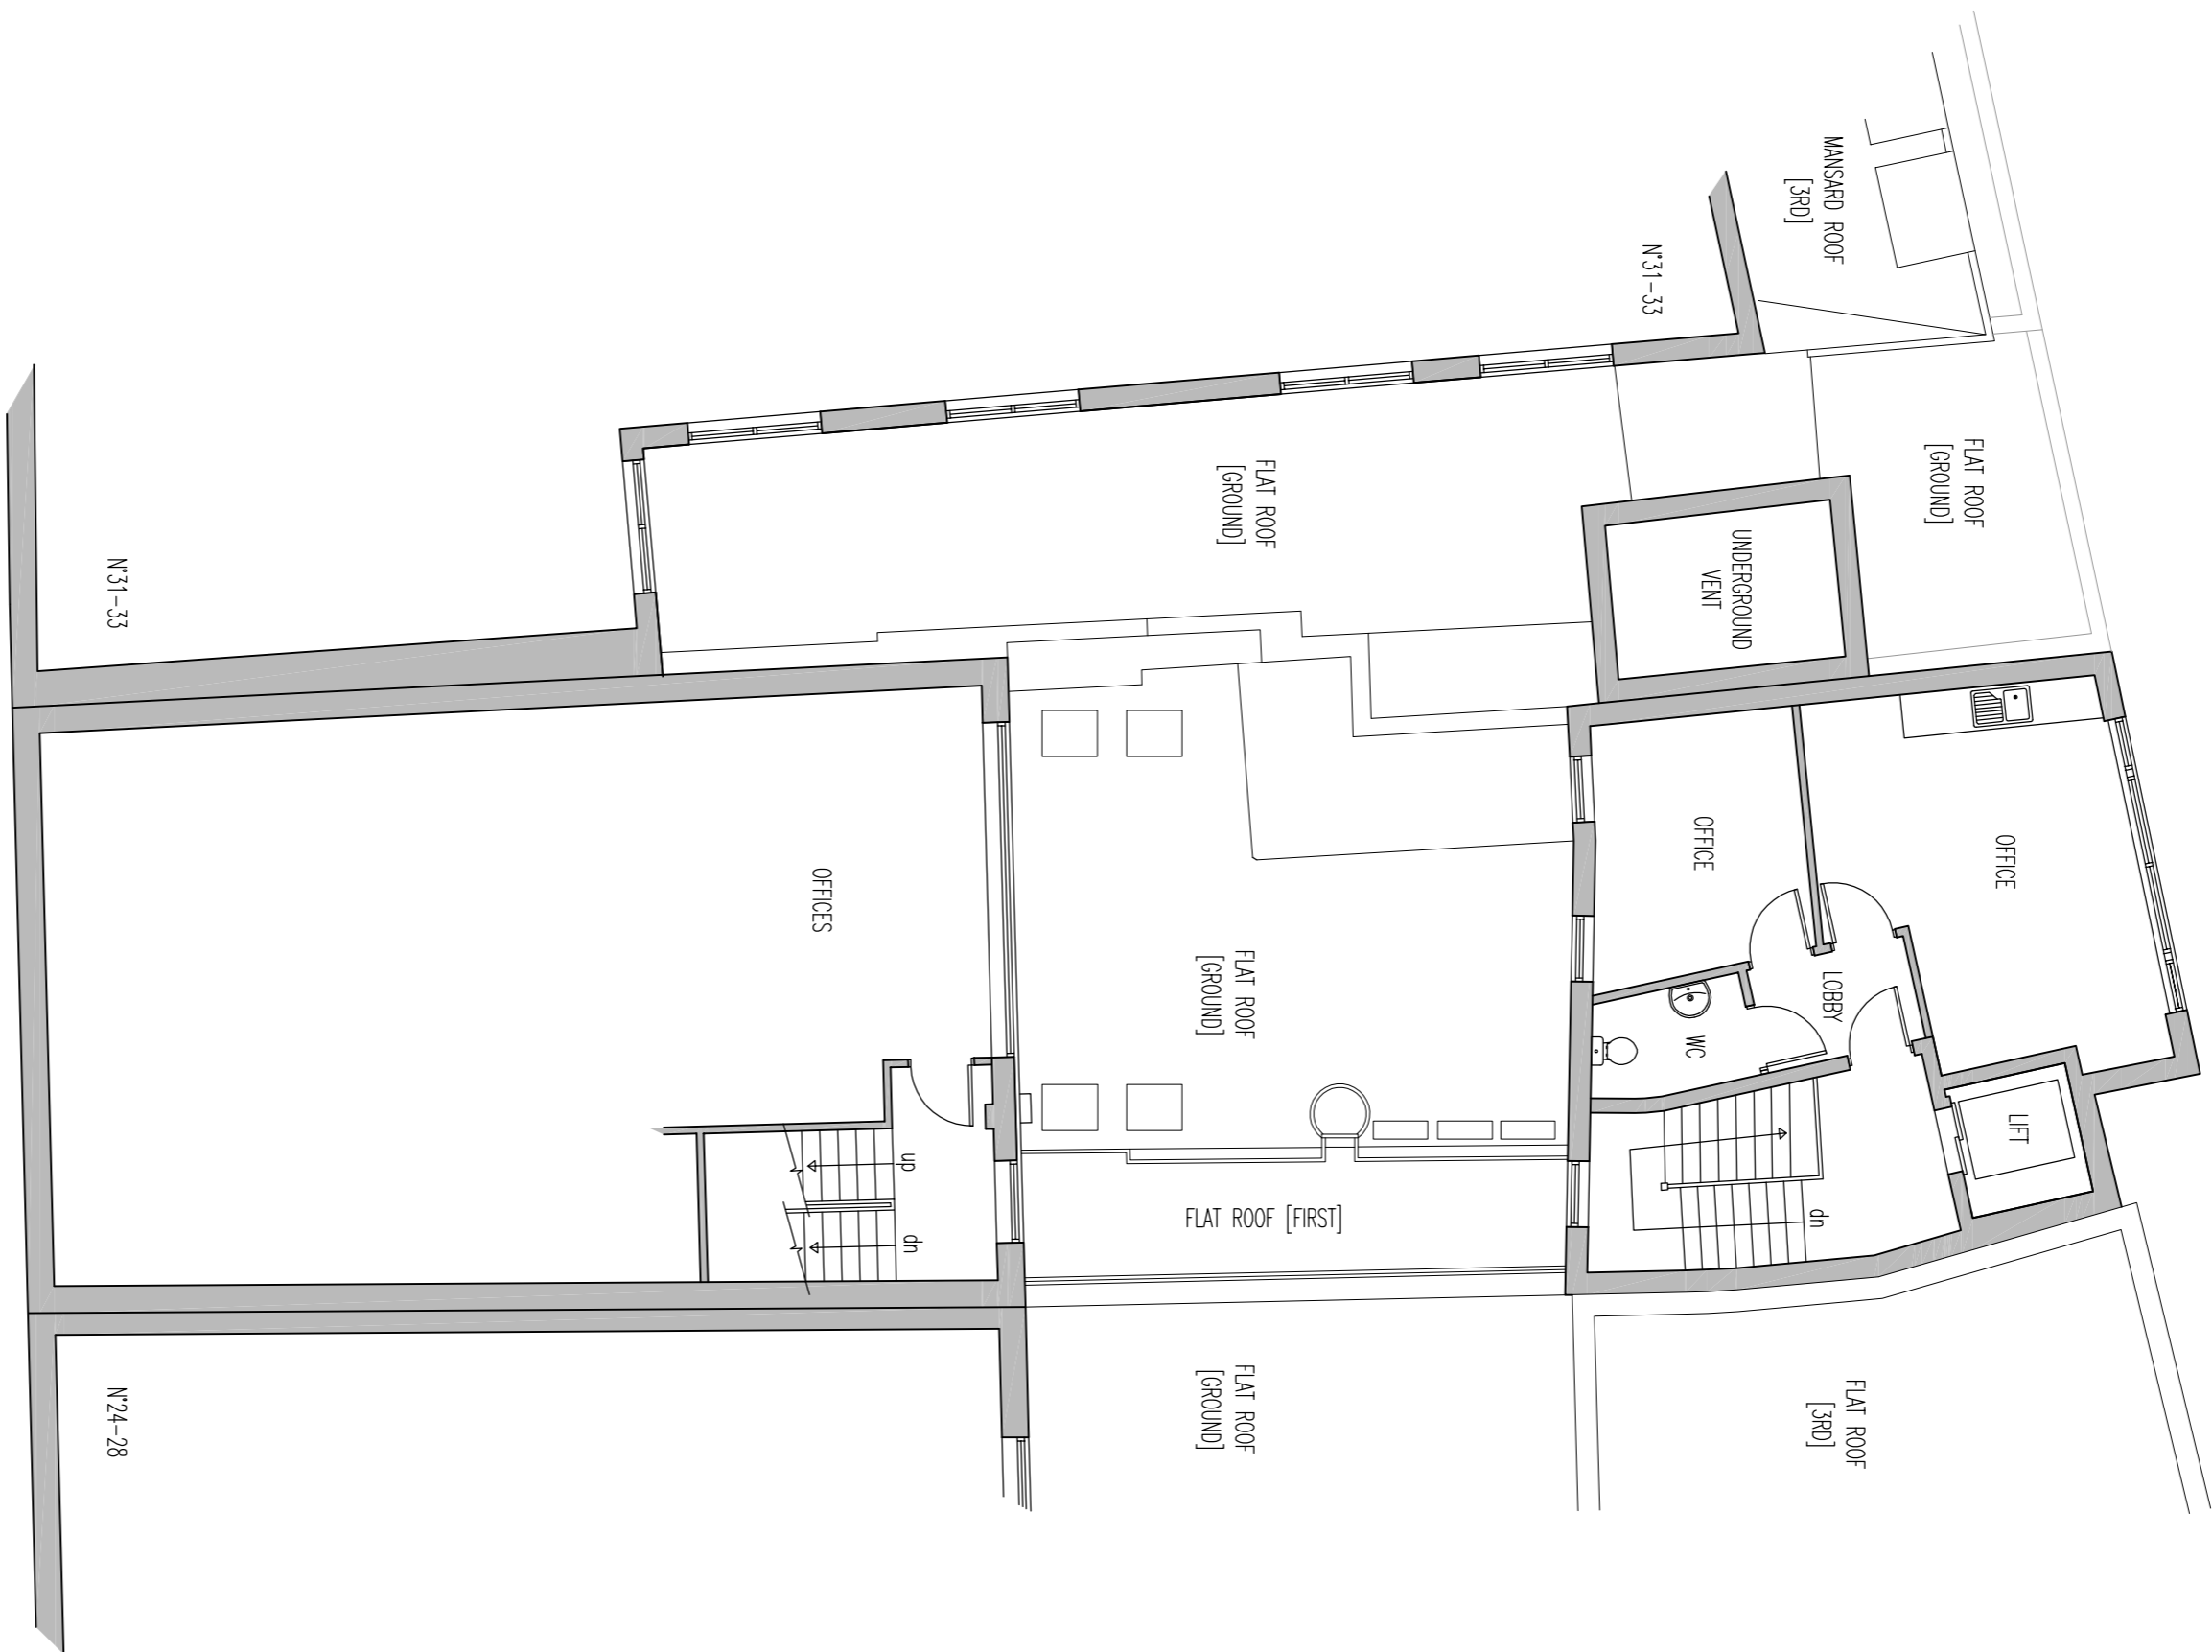 MANSARD ROOF
[3RD]
N°31-33
FLAT ROOF
[GROUND]
FLAT ROOF
[GROUND]
UNDERGROUND
VENT
N°31-33
OFFICE
OFFICE
OFFICES
LOBBY
FLAT ROOF
[GROUND]
WC
LIFT
up
dn
FLAT ROOF [FIRST]
dn
FLAT ROOF
[3RD]
FLAT ROOF
[GROUND]
N°24-28